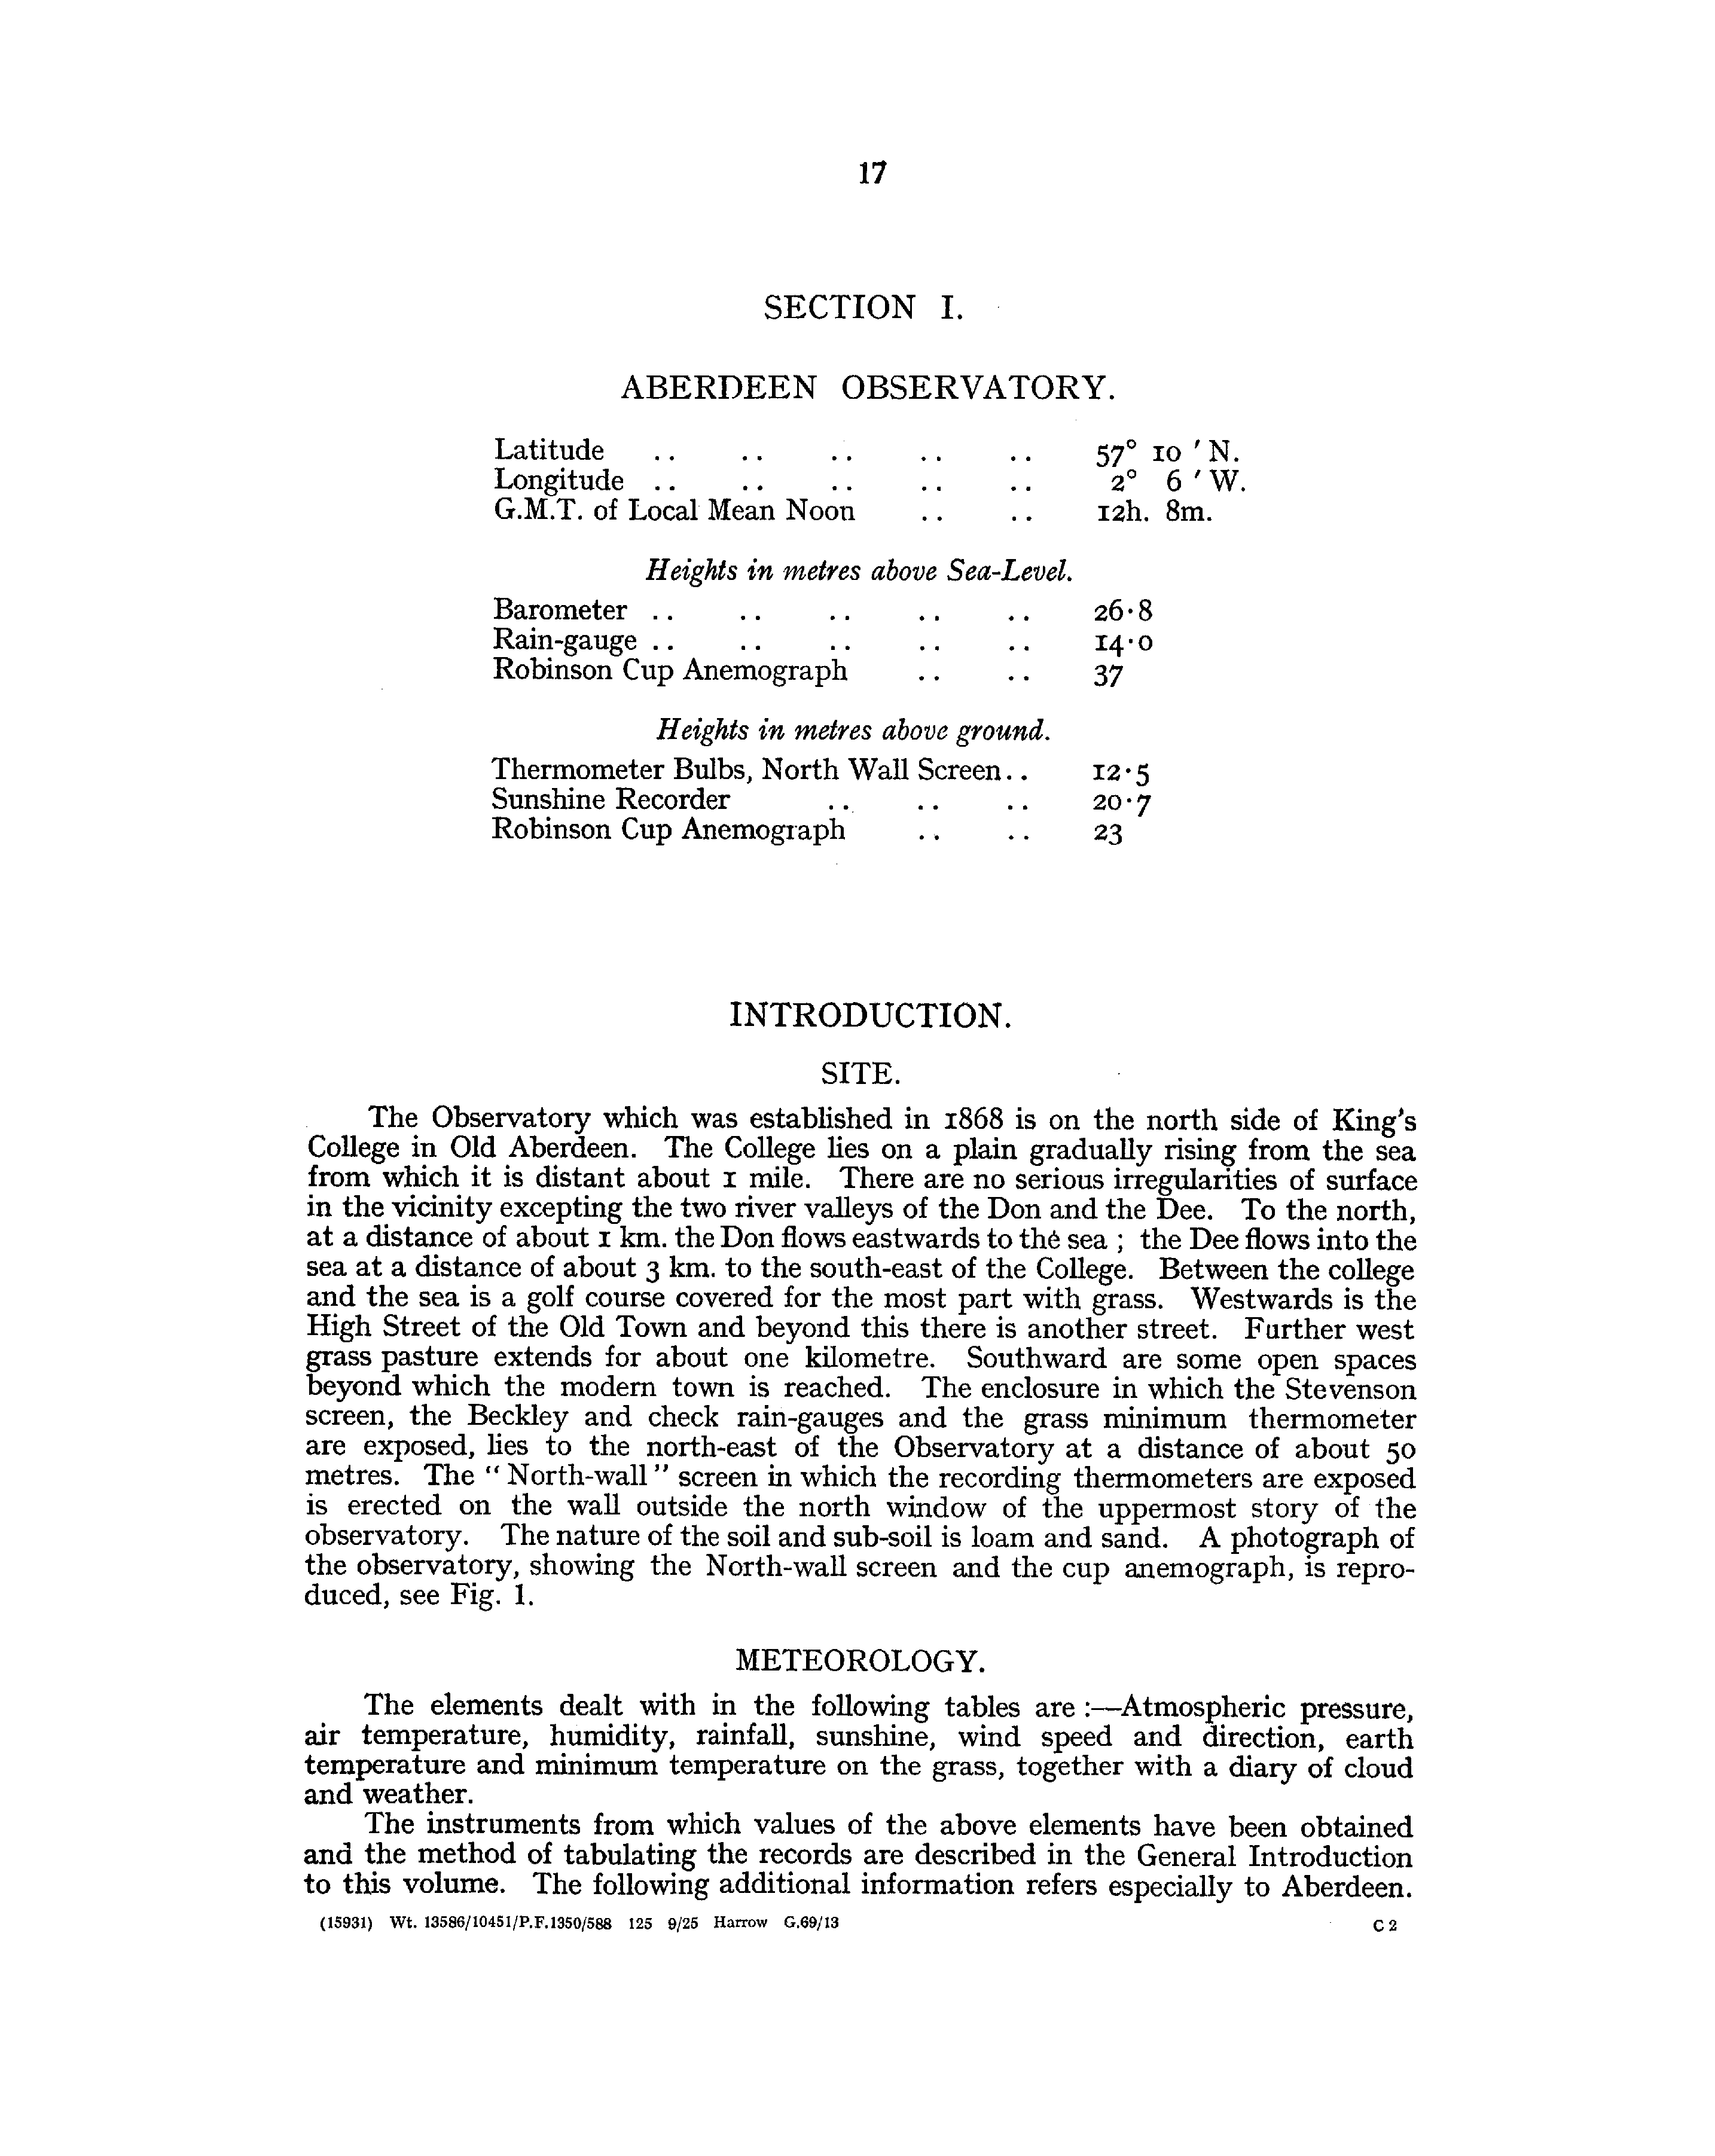 17
SECTION I.
ABERDEEN OBSERVATORY.
Latitude .. .. .. .. .. 57° 10 ′ N.
Longitude .. .. .. .. .. 2° 6 ′ W.
G.M.T. of Local Mean Noon .. .. 12h. 8m.
Heights in metres above Sea-Level.
Barometer .. .. .. .. .. 26·8
Rain-gauge .. .. .. .. .. 14·0
Robinson Cup Anemograph .. .. 37
Heights in metres above ground.
Thermometer Bulbs, North Wall Screen.. 12·5
Sunshine Recorder .. .. .. 20·7
Robinson Cup Anemograph .. .. 23
INTRODUCTION.
SITE.
The Observatory which was established in 1868 is on the north side of King's
College in Old Aberdeen. The College lies on a plain gradually rising from the sea
from which it is distant about 1 mile. There are no serious irregularities of surface
in the vicinity excepting the two river valleys of the Don and the Dee. To the north,
at a distance of about 1 km. the Don flows eastwards to the sea ; the Dee flows into the
sea at a distance of about 3 km. to the south-east of the College. Between the college
and the sea is a golf course covered for the most part with grass. Westwards is the
High Street of the Old Town and beyond this there is another street. Further west
grass pasture extends for about one kilometre. Southward are some open spaces
beyond which the modern town is reached. The enclosure in which the Stevenson
screen, the Beckley and check rain-gauges and the grass minimum thermometer
are exposed, lies to the north-east of the Observatory at a distance of about 50
metres. The " North-wall " screen in which the recording thermometers are exposed
is erected on the wall outside the north window of the uppermost story of the
observatory. The nature of the soil and sub-soil is loam and sand. A photograph of
the observatory, showing the North-wall screen and the cup anemograph, is repro-
duced, see Fig. 1.
METEOROLOGY.
The elements dealt with in the following tables are :—Atmospheric pressure,
air temperature, humidity, rainfall, sunshine, wind speed and direction, earth
temperature and minimum temperature on the grass, together with a diary of cloud
and weather.
The instruments from which values of the above elements have been obtained
and the method of tabulating the records are described in the General Introduction
to this volume. The following additional information refers especially to Aberdeen.
(15931) Wt. 13586/10451/P.F.1350/588 125 9/25 Harrow G.69/13 C 2